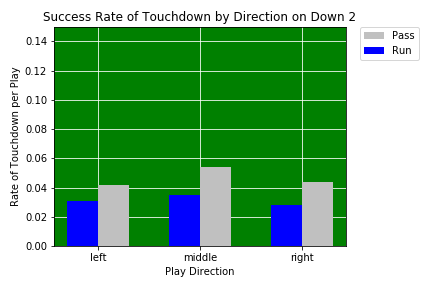 Success Rate of Touchdown by Direction on Down 2
Pass
Run
Rate of Touchdown per Play
0.14
0.12
0.10
0.08
0.06
0.04
0.02
0.00
left middle right
Play Direction